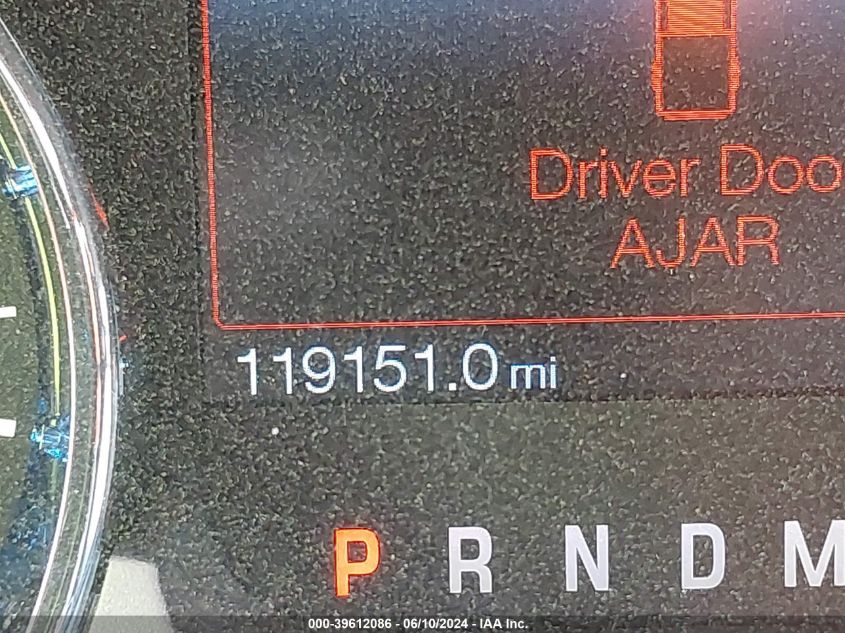 Driver Doo
AJAR
119151.0 mi
P R N D M
000-39612086 - 06/10/2024 - IAA Inc.